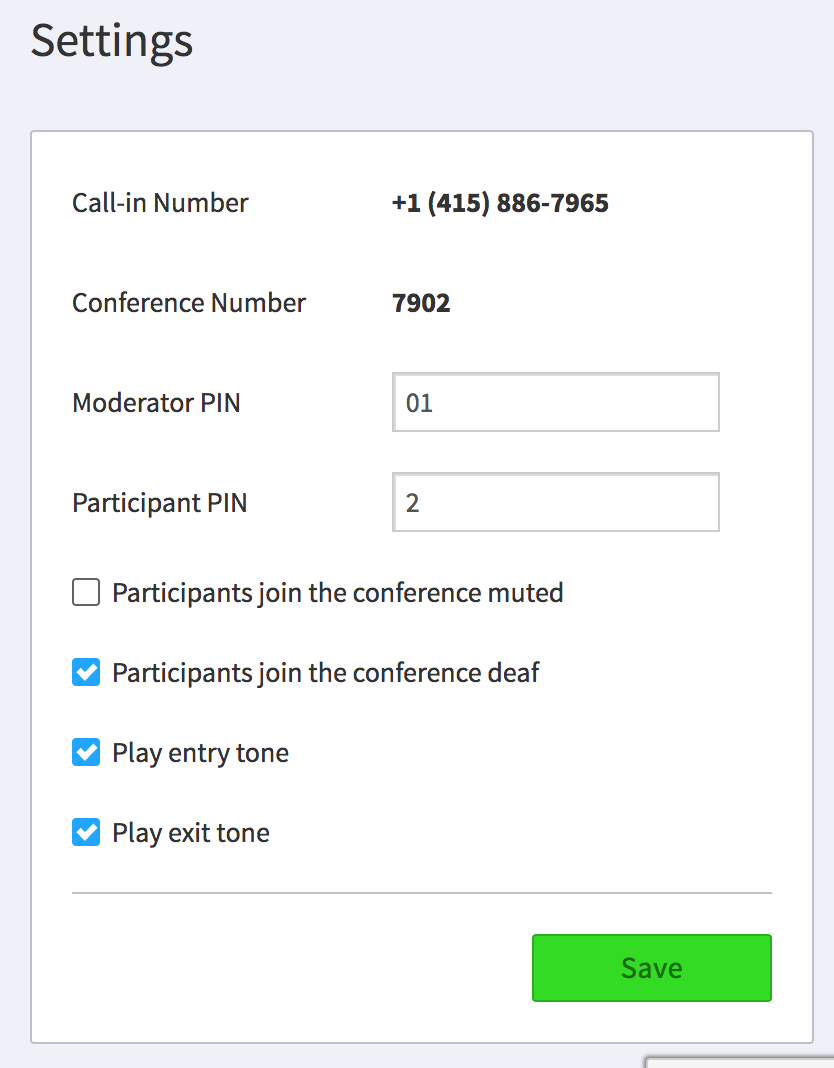 Settings
Call-in Number +1 (415) 886-7965
Conference Number 7902
Moderator PIN 01
Participant PIN 2
Participants join the conference muted
Participants join the conference deaf
Play entry tone
Play exit tone
Save